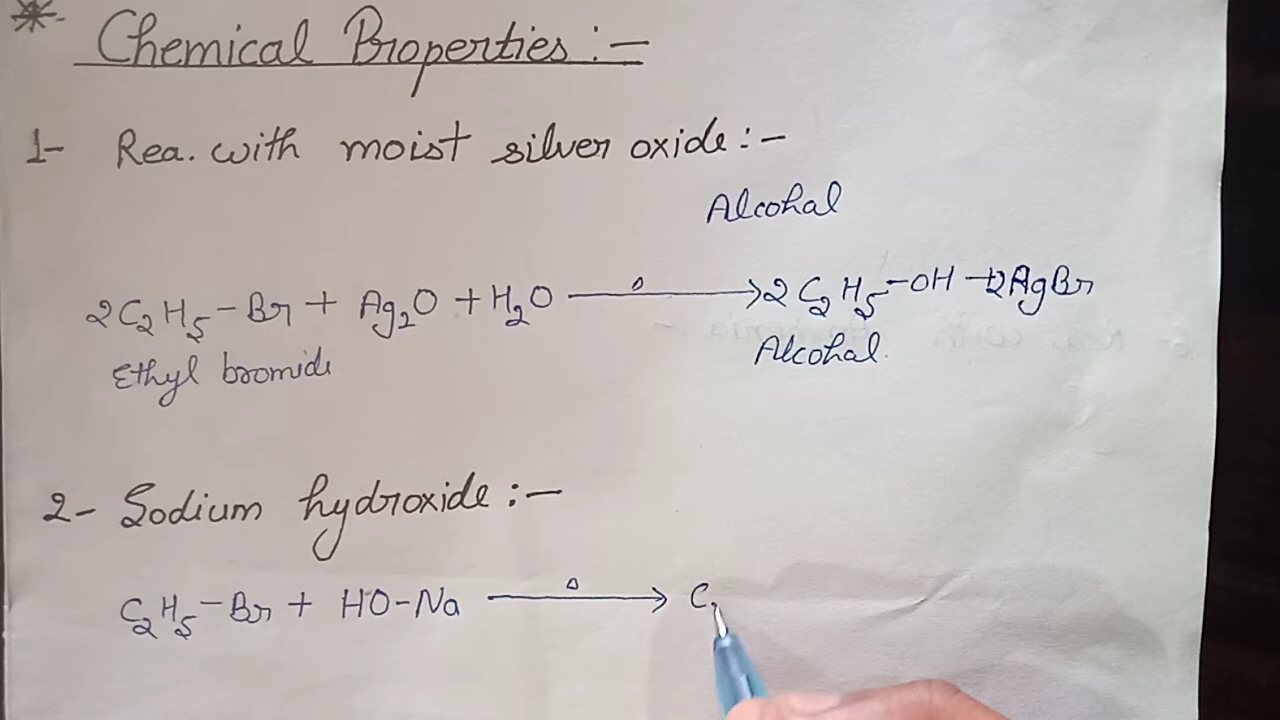 * Chemical Properties :-
1- Rea. with moist silver oxide :-
Alcohal
2C₂H₅-Br + Ag₂O + H₂O —Δ→ 2C₂H₅-OH + 2AgBr
Ethyl bromide Alcohal.
2- Sodium hydroxide :-
C₂H₅-Br + HO-Na —Δ→ C